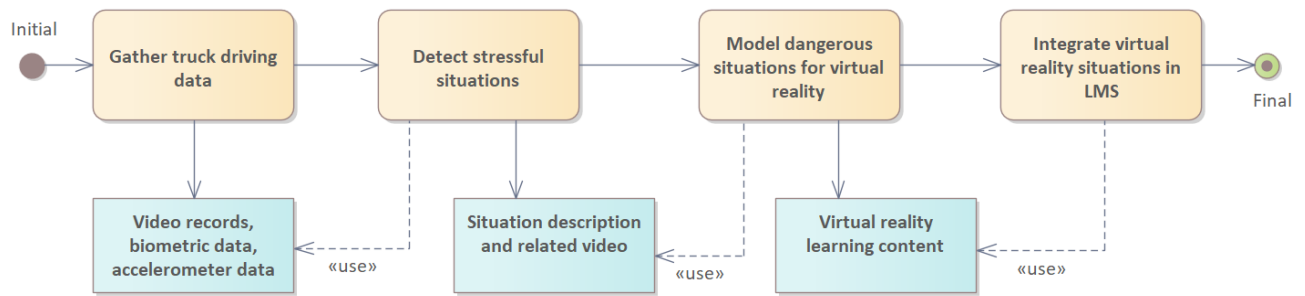 Initial
Gather truck driving
data
Detect stressful
situations
Model dangerous
situations for virtual
reality
Integrate virtual
reality situations in
LMS
Final
Video records,
biometric data,
accelerometer data
«use»
Situation description
and related video
«use»
Virtual reality
learning content
«use»